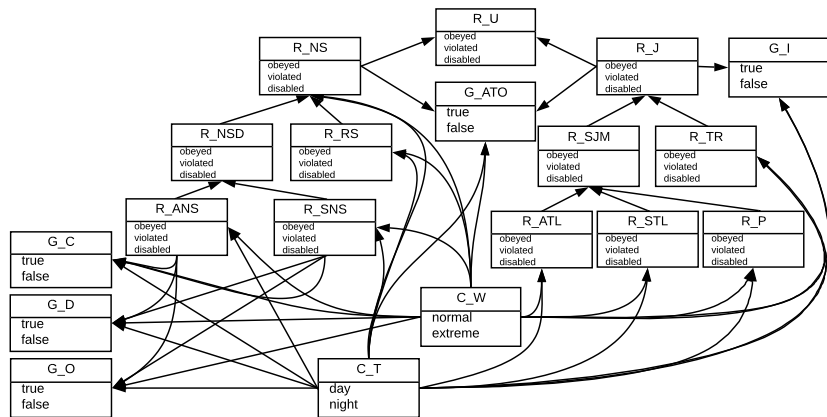 R_U
obeyed
violated
disabled
R_NS
obeyed
violated
disabled
R_J
obeyed
violated
disabled
G_I
true
false
G_ATO
true
false
R_NSD
obeyed
violated
disabled
R_RS
obeyed
violated
disabled
R_SJM
obeyed
violated
disabled
R_TR
obeyed
violated
disabled
R_ANS
obeyed
violated
disabled
R_SNS
obeyed
violated
disabled
R_ATL
obeyed
violated
disabled
R_STL
obeyed
violated
disabled
R_P
obeyed
violated
disabled
G_C
true
false
G_D
true
false
C_W
normal
extreme
G_O
true
false
C_T
day
night